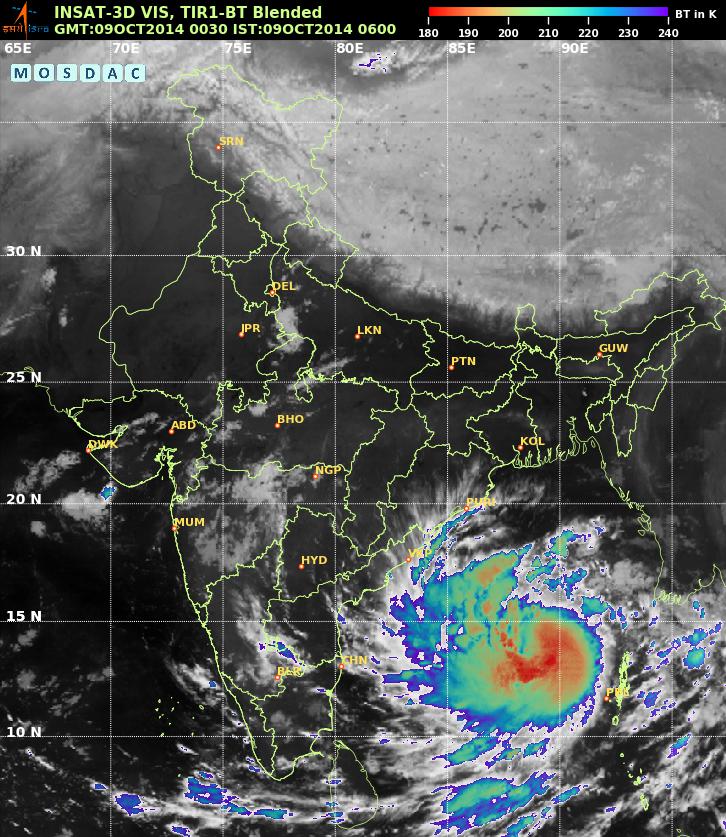 INSAT-3D VIS, TIR1-BT Blended
GMT:09OCT2014 0030 IST:09OCT2014 0600
BT in K
180 190 200 210 220 230 240
65E 70E 75E 80E 85E 90E
MOSDAC
SRN
30 N
DEL
JPR
LKN
GUW
PTN
25 N
BHO
ABD
DWK
KOL
NGP
20 N
PURI
MUM
HYD
15 N
CHN
BLR
10 N